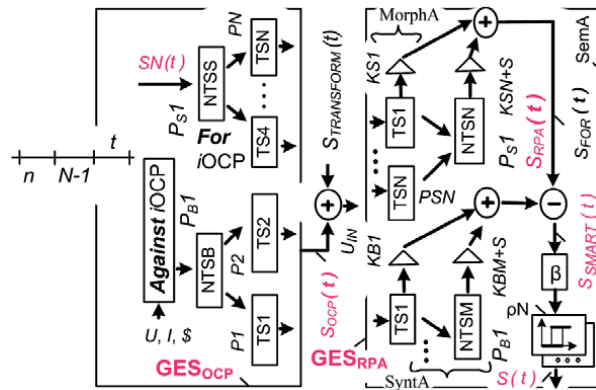 MorphA
SemA
PN
TSN
SN(t)
NTSS
P_S1
For
iOCP
TS4
S_TRANSFORM(t)
KS1
TS1
NTSN
KSN+S
P_S1
S_RPA(t)
S_FOR(t)
t
n
N-1
Against iOCP
P_B1
NTSB
P2
TS2
P1
TS1
U, I, $
GES_OCP
S_OCP(t)
U_IN
TSN
PSN
KB1
TS1
NTSM
KBM+S
P_B1
GES_RPA
SyntA
S_SMART(t)
β
ρN
S(t)